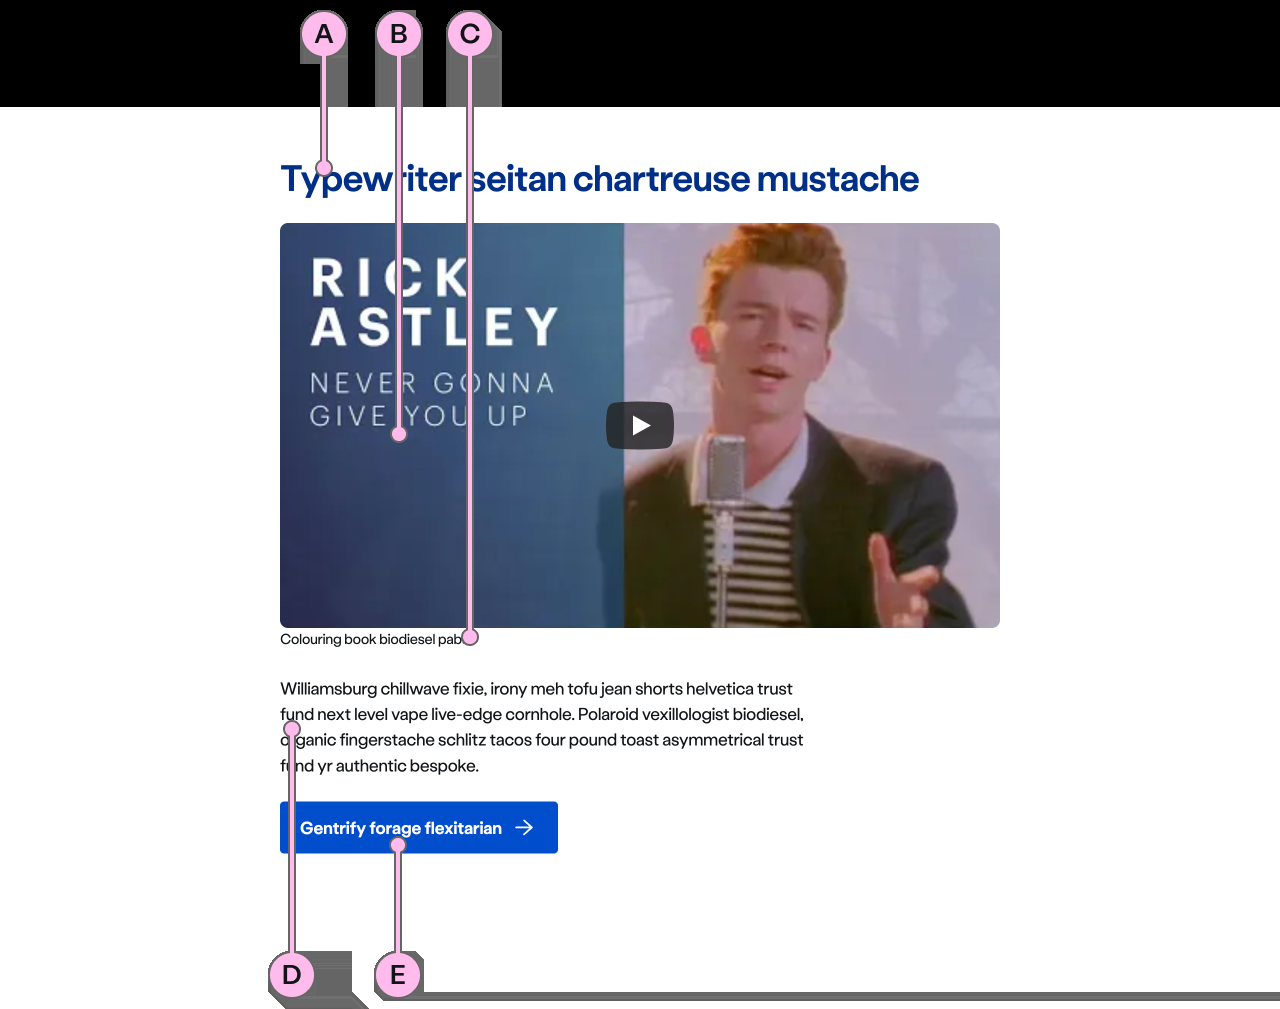 A B C
Typewriter seitan chartreuse mustache
RICK
ASTLEY
NEVER GONNA
GIVE YOU UP
Colouring book biodiesel pab
Williamsburg chillwave fixie, irony meh tofu jean shorts helvetica trust
fund next level vape live-edge cornhole. Polaroid vexillologist biodiesel,
organic fingerstache schlitz tacos four pound toast asymmetrical trust
fund yr authentic bespoke.
Gentrify forage flexitarian
D E